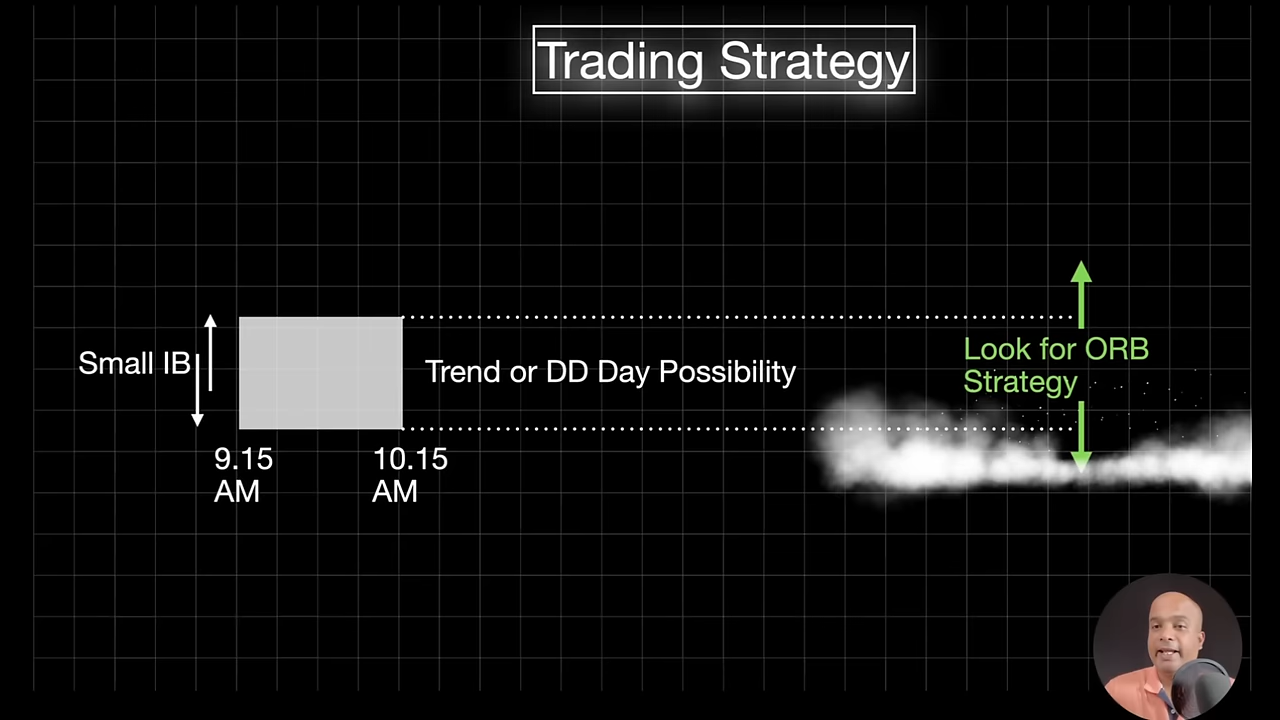 Trading Strategy
Small IB
Trend or DD Day Possibility
Look for ORB
Strategy
9.15
AM
10.15
AM